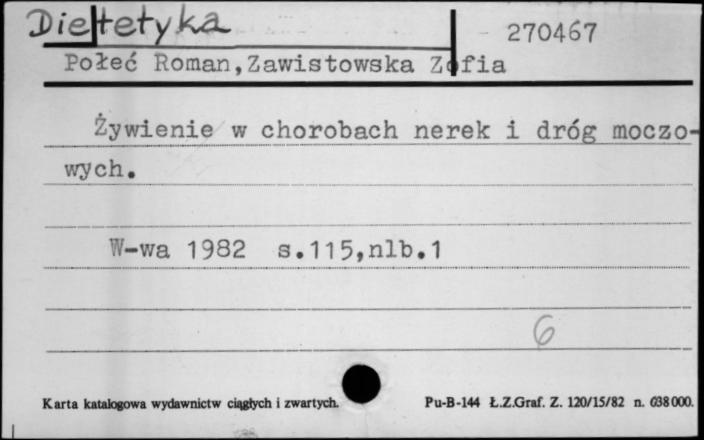 Dietetyka
270467
Połeć Roman,Zawistowska Zofia
Żywienie w chorobach nerek i dróg moczo-
wych.
W-wa 1982 s.115,nlb.1
6
Karta katalogowa wydawnictw ciągłych i zwartych.
Pu-B-144 Ł.Z.Graf. Z. 120/15/82 n. 638000.